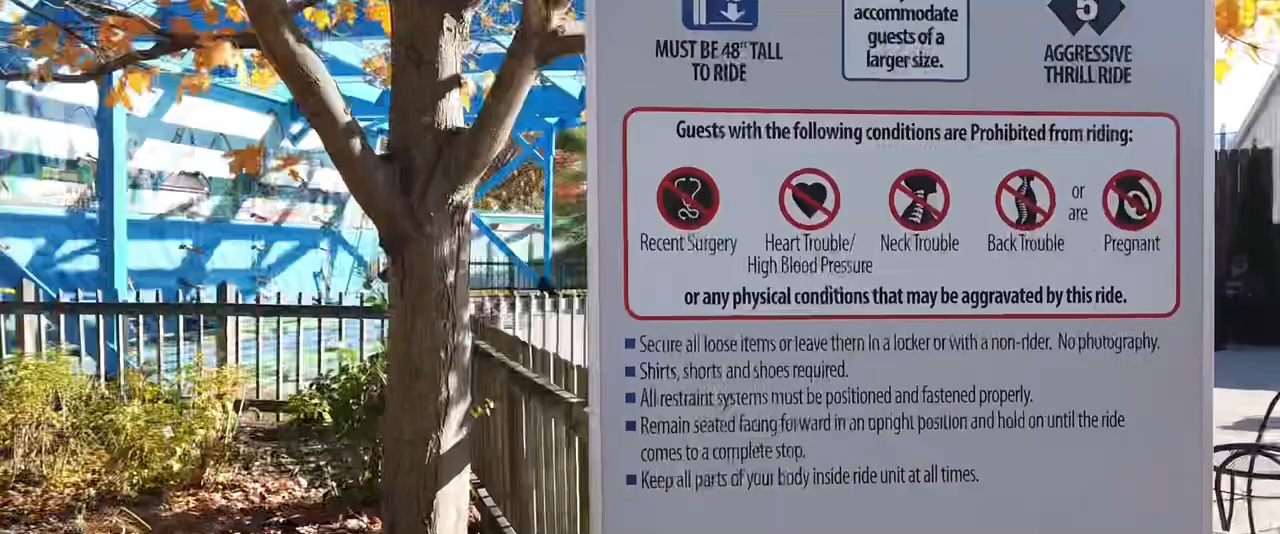 MUST BE 48" TALL
TO RIDE
accommodate
guests of a
larger size.
5
AGGRESSIVE
THRILL RIDE
Guests with the following conditions are Prohibited from riding:
Recent Surgery
Heart Trouble/
High Blood Pressure
Neck Trouble
Back Trouble
or
are
Pregnant
or any physical conditions that may be aggravated by this ride.
Secure all loose items or leave them in a locker or with a non-rider. No photography.
Shirts, shorts and shoes required.
All restraint systems must be positioned and fastened properly.
Remain seated facing forward in an upright position and hold on until the ride
comes to a complete stop.
Keep all parts of your body inside ride unit at all times.